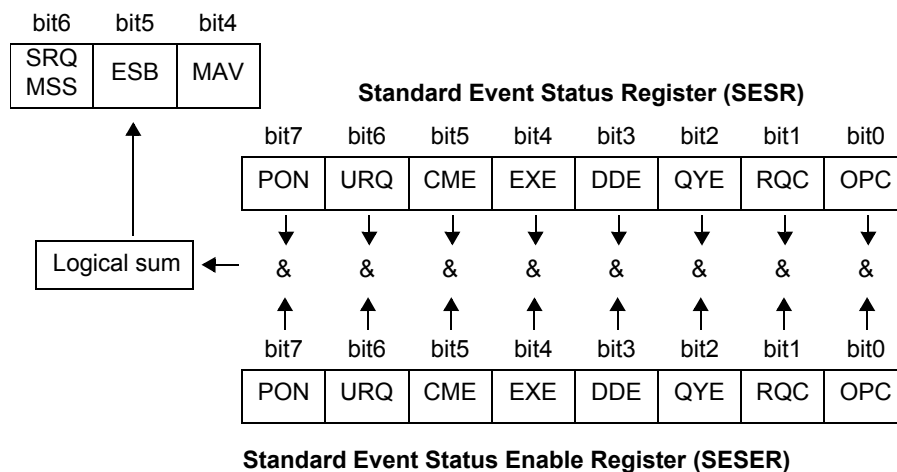 bit6 bit5 bit4
SRQ
MSS ESB MAV
Standard Event Status Register (SESR)
bit7 bit6 bit5 bit4 bit3 bit2 bit1 bit0
PON URQ CME EXE DDE QYE RQC OPC
Logical sum & & & & & & & &
bit7 bit6 bit5 bit4 bit3 bit2 bit1 bit0
PON URQ CME EXE DDE QYE RQC OPC
Standard Event Status Enable Register (SESER)